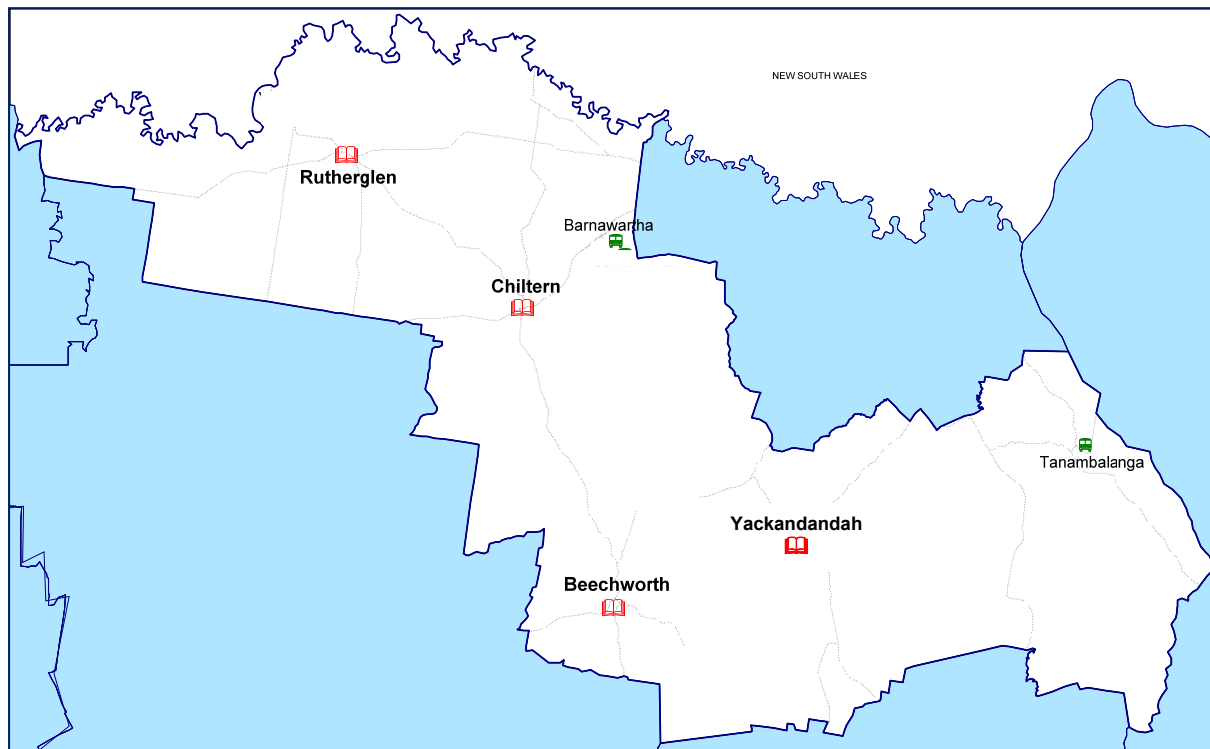 NEW SOUTH WALES
Rutherglen
Barnawartha
Chiltern
Tanambalanga
Yackandandah
Beechworth